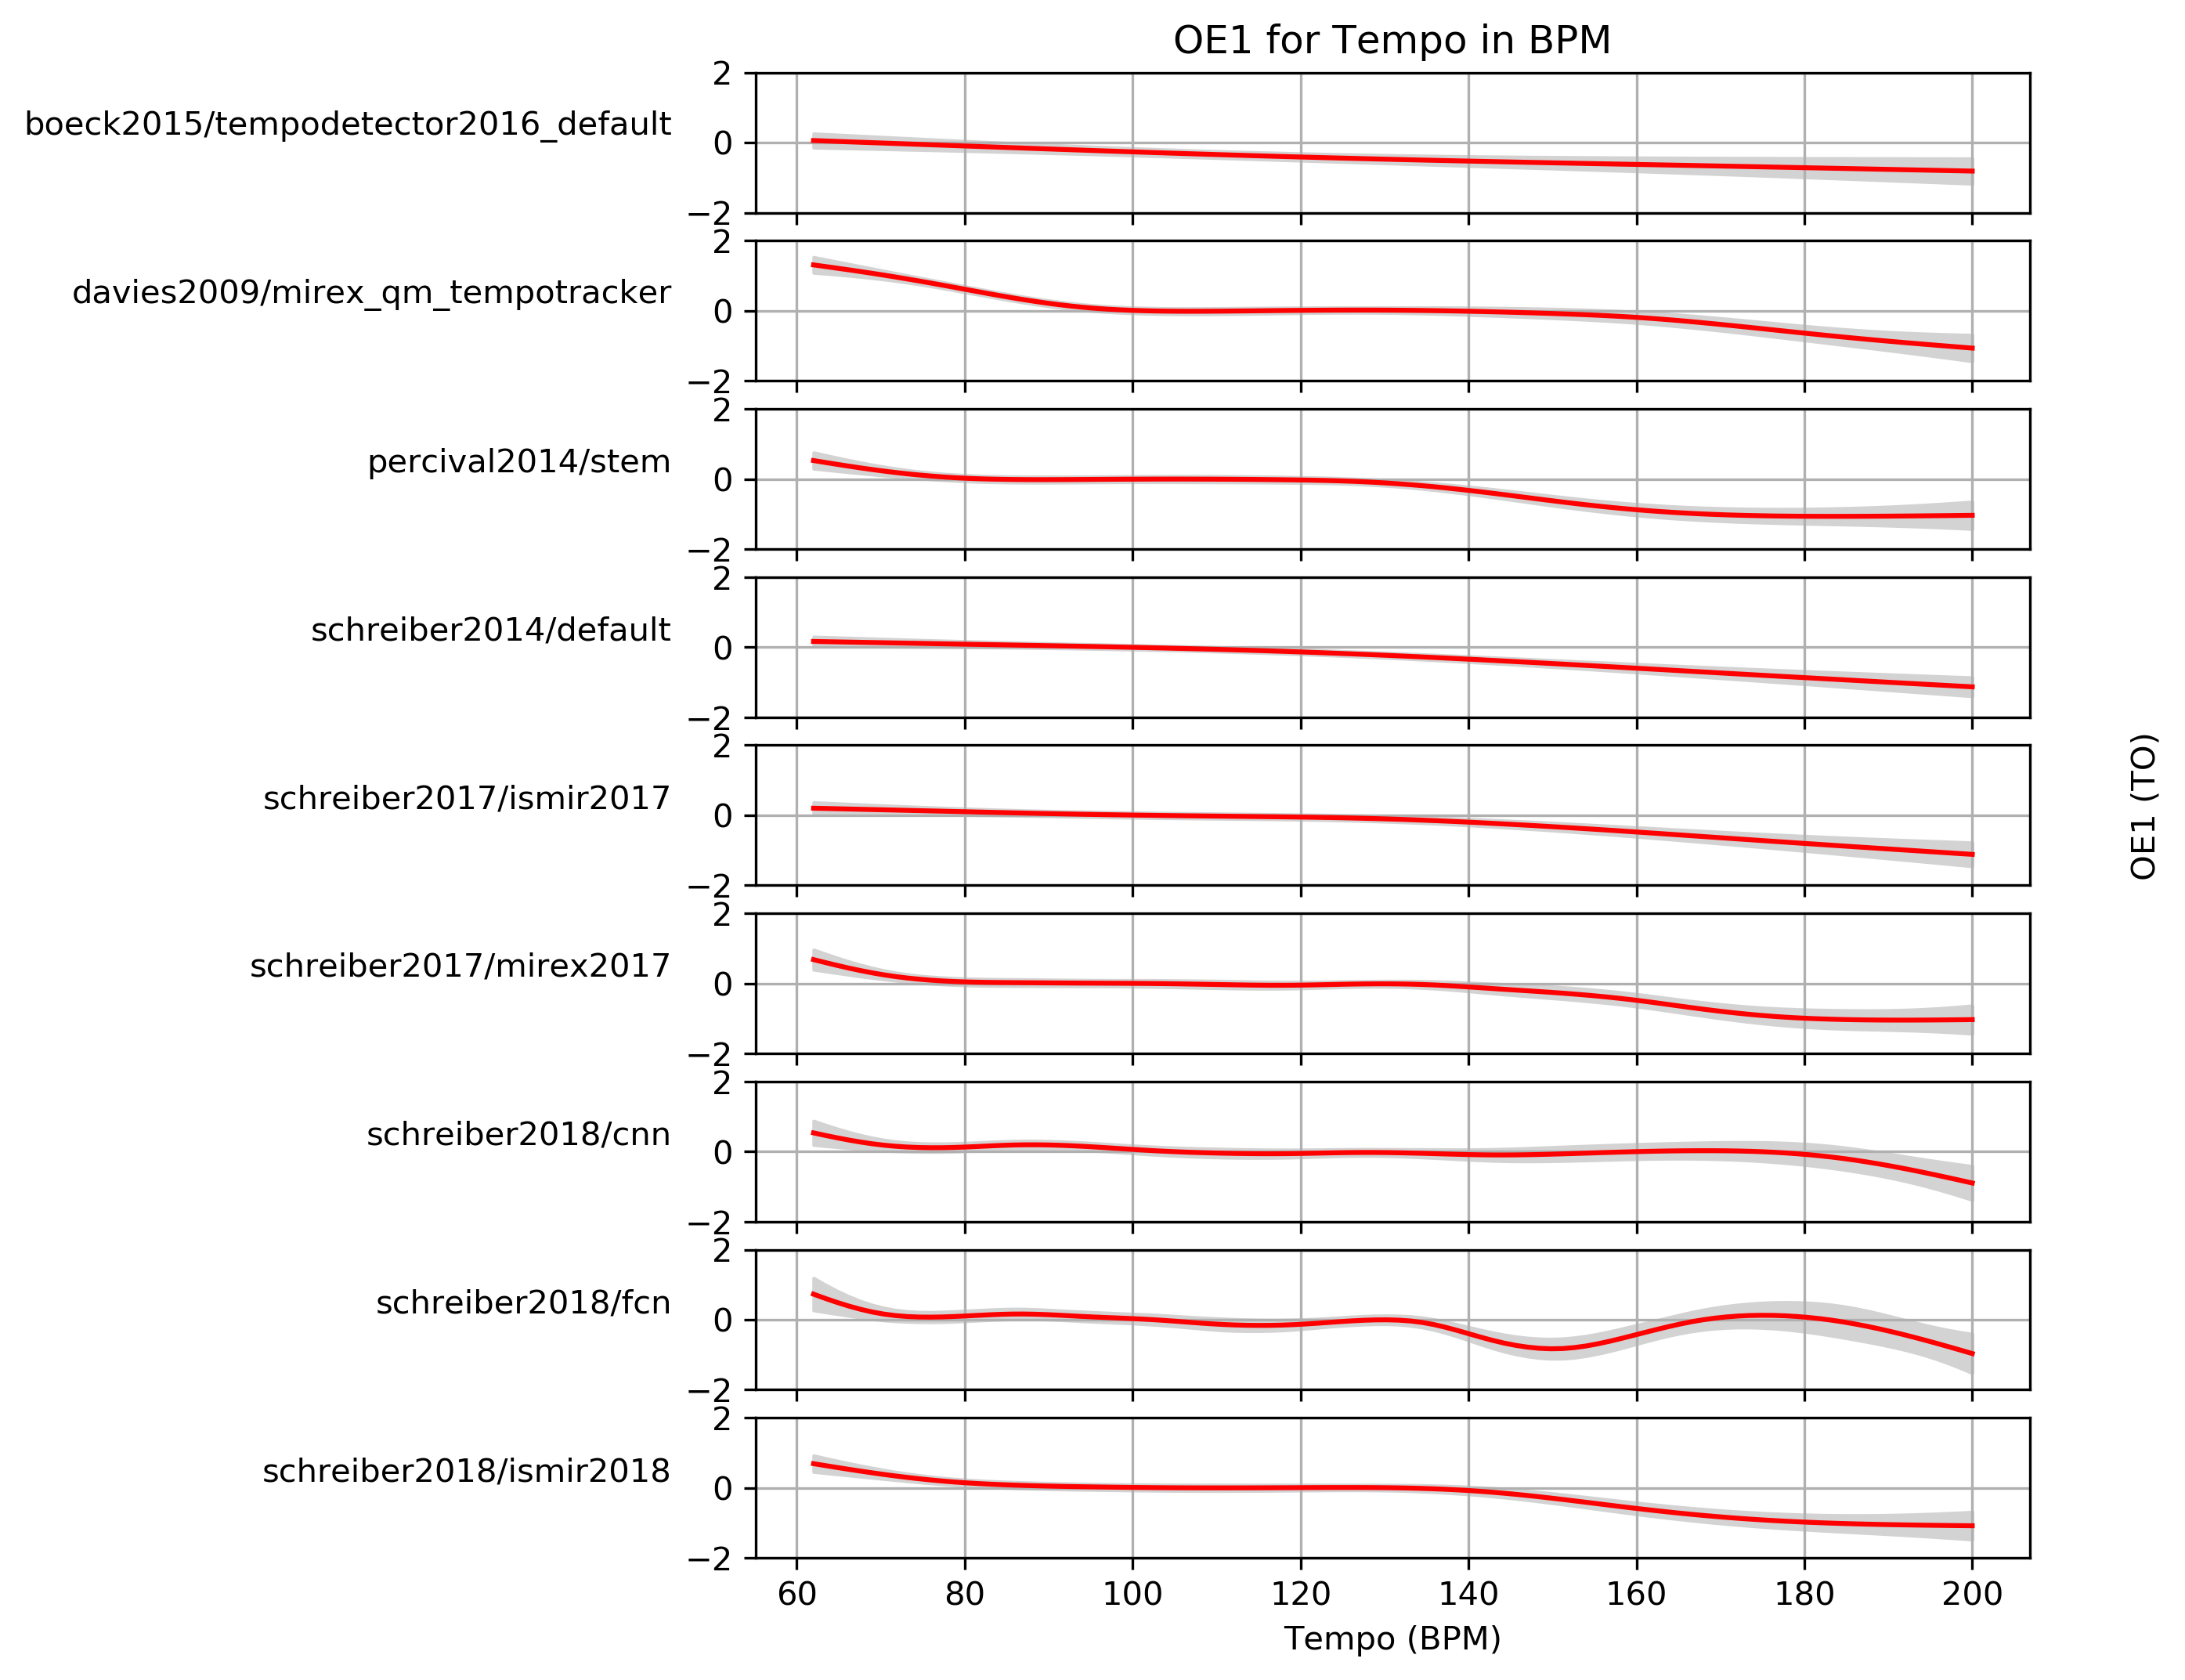 OE1 for Tempo in BPM
boeck2015/tempodetector2016_default
2
0
−2
davies2009/mirex_qm_tempotracker
2
0
−2
percival2014/stem
2
0
−2
schreiber2014/default
2
0
−2
schreiber2017/ismir2017
2
0
−2
schreiber2017/mirex2017
2
0
−2
schreiber2018/cnn
2
0
−2
schreiber2018/fcn
2
0
−2
schreiber2018/ismir2018
2
0
−2
60 80 100 120 140 160 180 200
Tempo (BPM)
OE1 (TO)